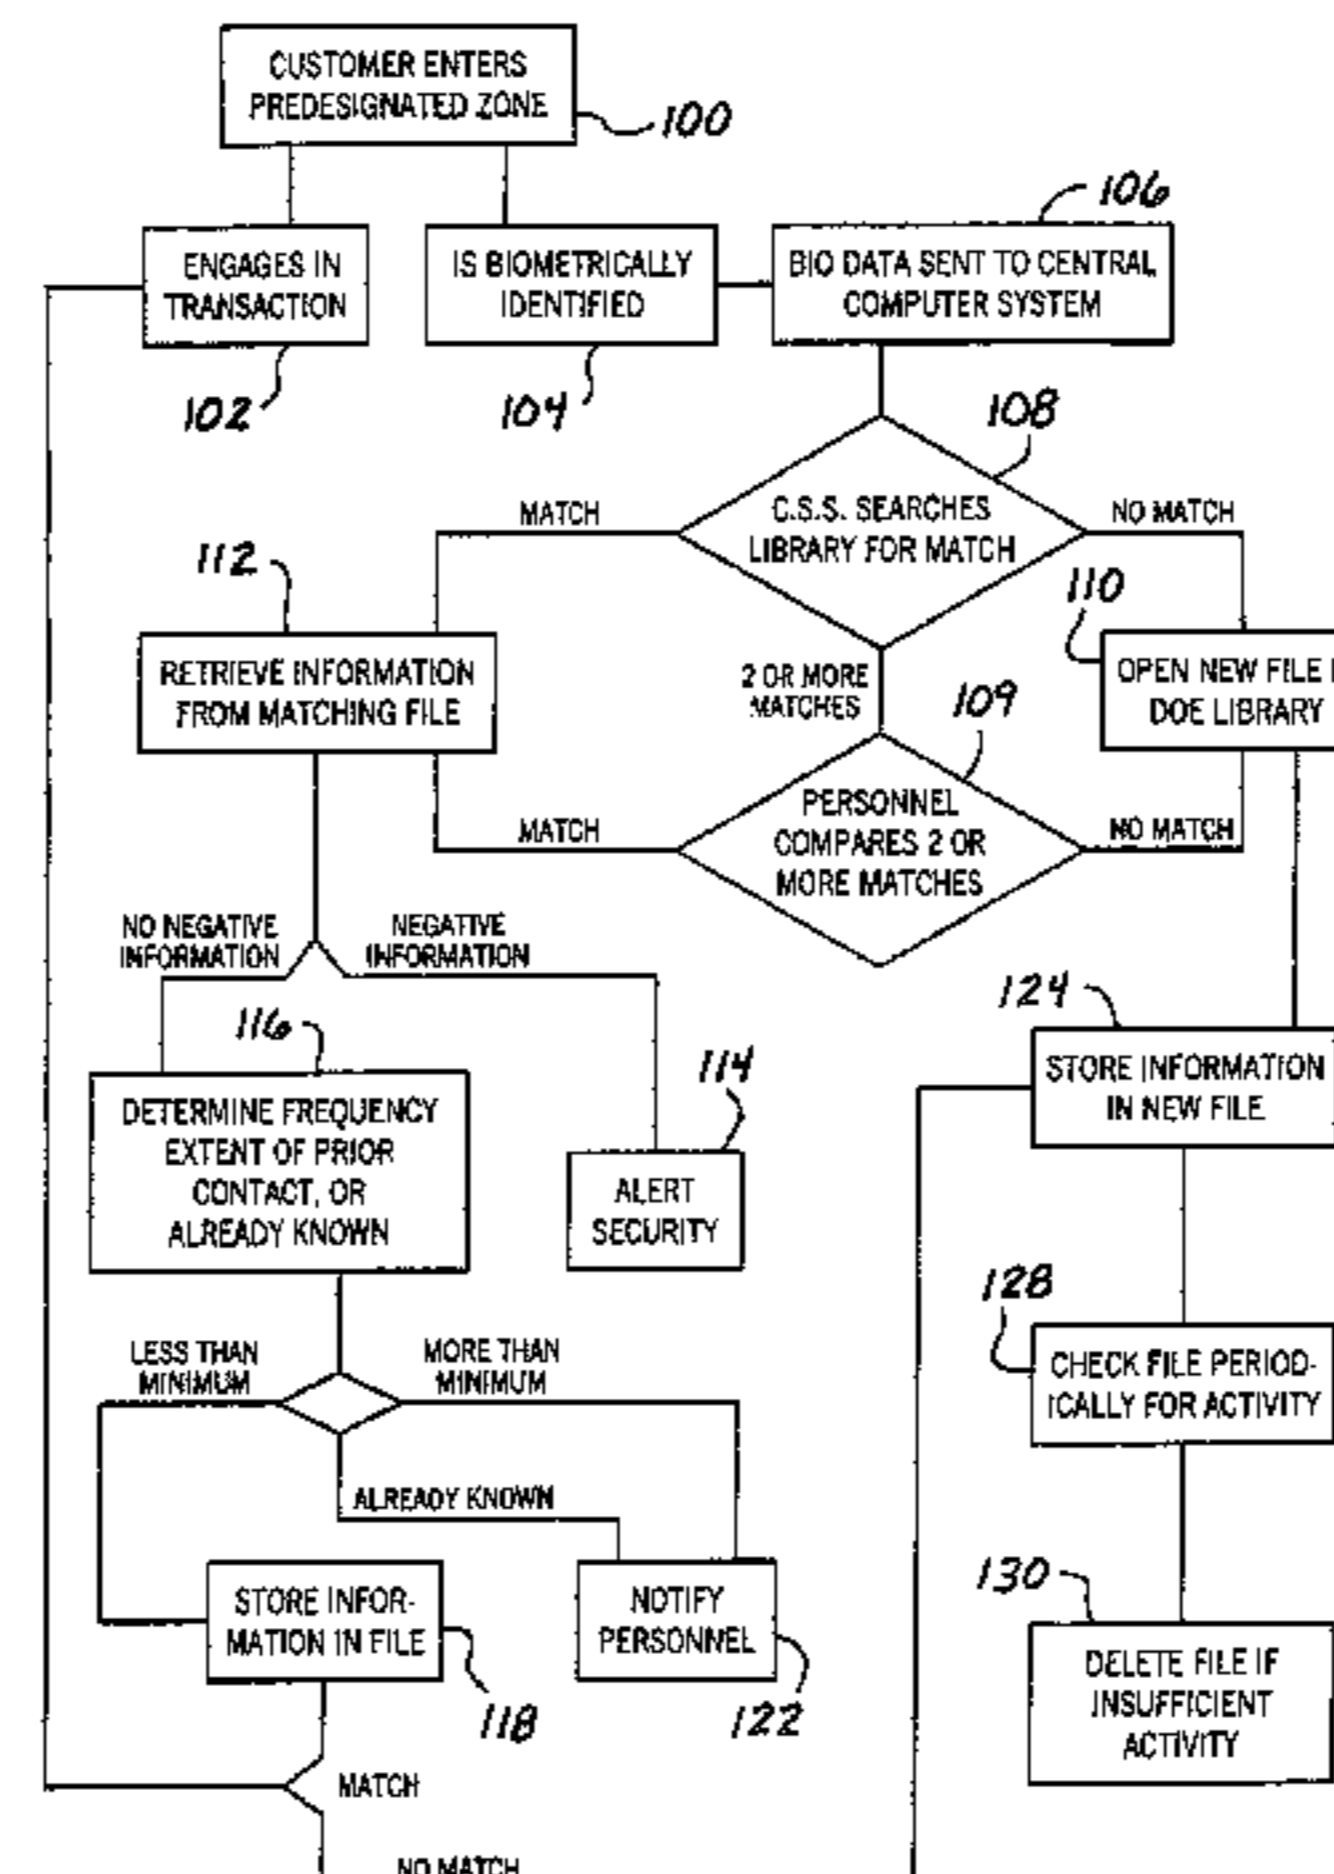 CUSTOMER ENTERS
PREDESIGNATED ZONE
100
106
ENGAGES IN
TRANSACTION
IS BIOMETRICALLY
IDENTIFIED
BIO DATA SENT TO CENTRAL
COMPUTER SYSTEM
102
104
108
MATCH
C.S.S. SEARCHES
LIBRARY FOR MATCH
NO MATCH
112
110
RETRIEVE INFORMATION
FROM MATCHING FILE
2 OR MORE
MATCHES
OPEN NEW FILE
DOE LIBRARY
109
MATCH
PERSONNEL
COMPARES 2 OR
MORE MATCHES
NO MATCH
NO NEGATIVE
INFORMATION
NEGATIVE
INFORMATION
116
114
124
DETERMINE FREQUENCY
EXTENT OF PRIOR
CONTACT, OR
ALREADY KNOWN
STORE INFORMATION
IN NEW FILE
ALERT
SECURITY
128
LESS THAN
MINIMUM
MORE THAN
MINIMUM
CHECK FILE PERIOD-
ICALLY FOR ACTIVITY
ALREADY KNOWN
130
STORE INFOR-
MATION IN FILE
NOTIFY
PERSONNEL
118
122
DELETE FILE IF
INSUFFICIENT
ACTIVITY
MATCH
NO MATCH